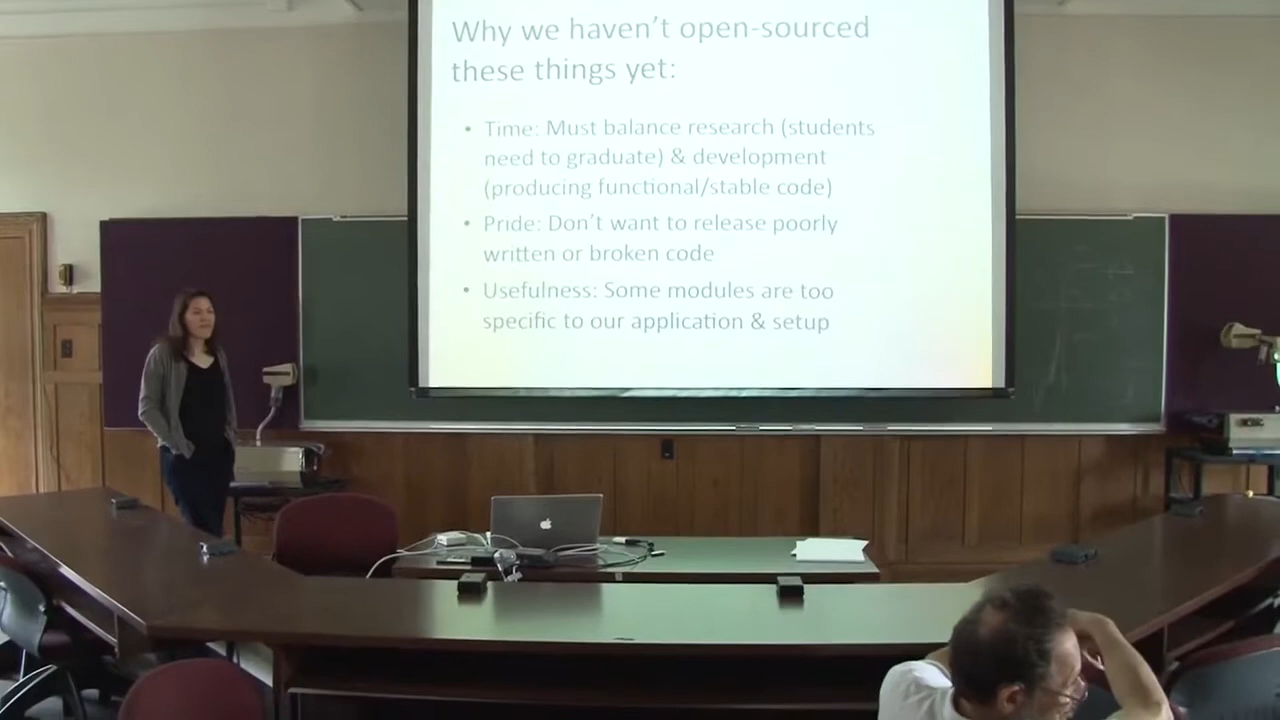 Why we haven't open-sourced
these things yet:
• Time: Must balance research (students
need to graduate) & development
(producing functional/stable code)
• Pride: Don't want to release poorly
written or broken code
• Usefulness: Some modules are too
specific to our application & setup